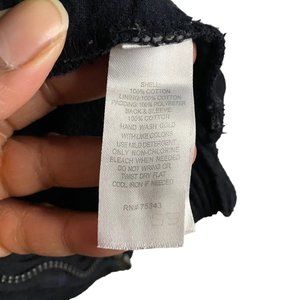 SHELL:
100% COTTON
LINING: 100% COTTON
PADDING: 100% POLYESTER
BACK & SLEEVE:
100% COTTON
HAND WASH COLD
WITH LIKE COLORS
USE MILD DETERGENT
ONLY NON-CHLORINE
BLEACH WHEN NEEDED
DO NOT WRING OR
TWIST DRY FLAT
COOL IRON IF NEEDED
RN# 75343